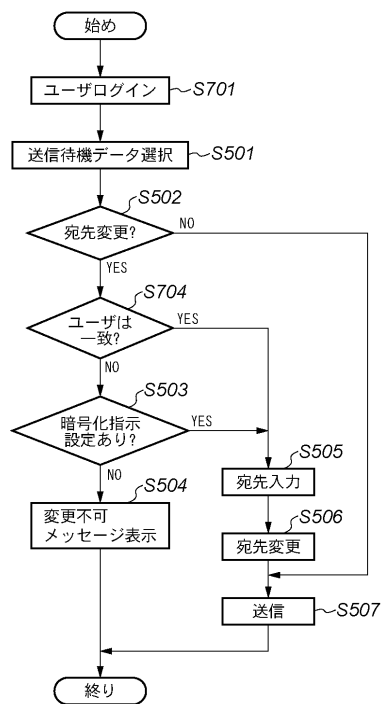 始め
ユーザログイン
S701
送信待機データ選択
S501
S502
宛先変更?
NO
YES
S704
ユーザは
一致?
YES
NO
S503
暗号化指示
設定あり?
YES
NO
S504
変更不可
メッセージ表示
S505
宛先入力
S506
宛先変更
送信
S507
終り